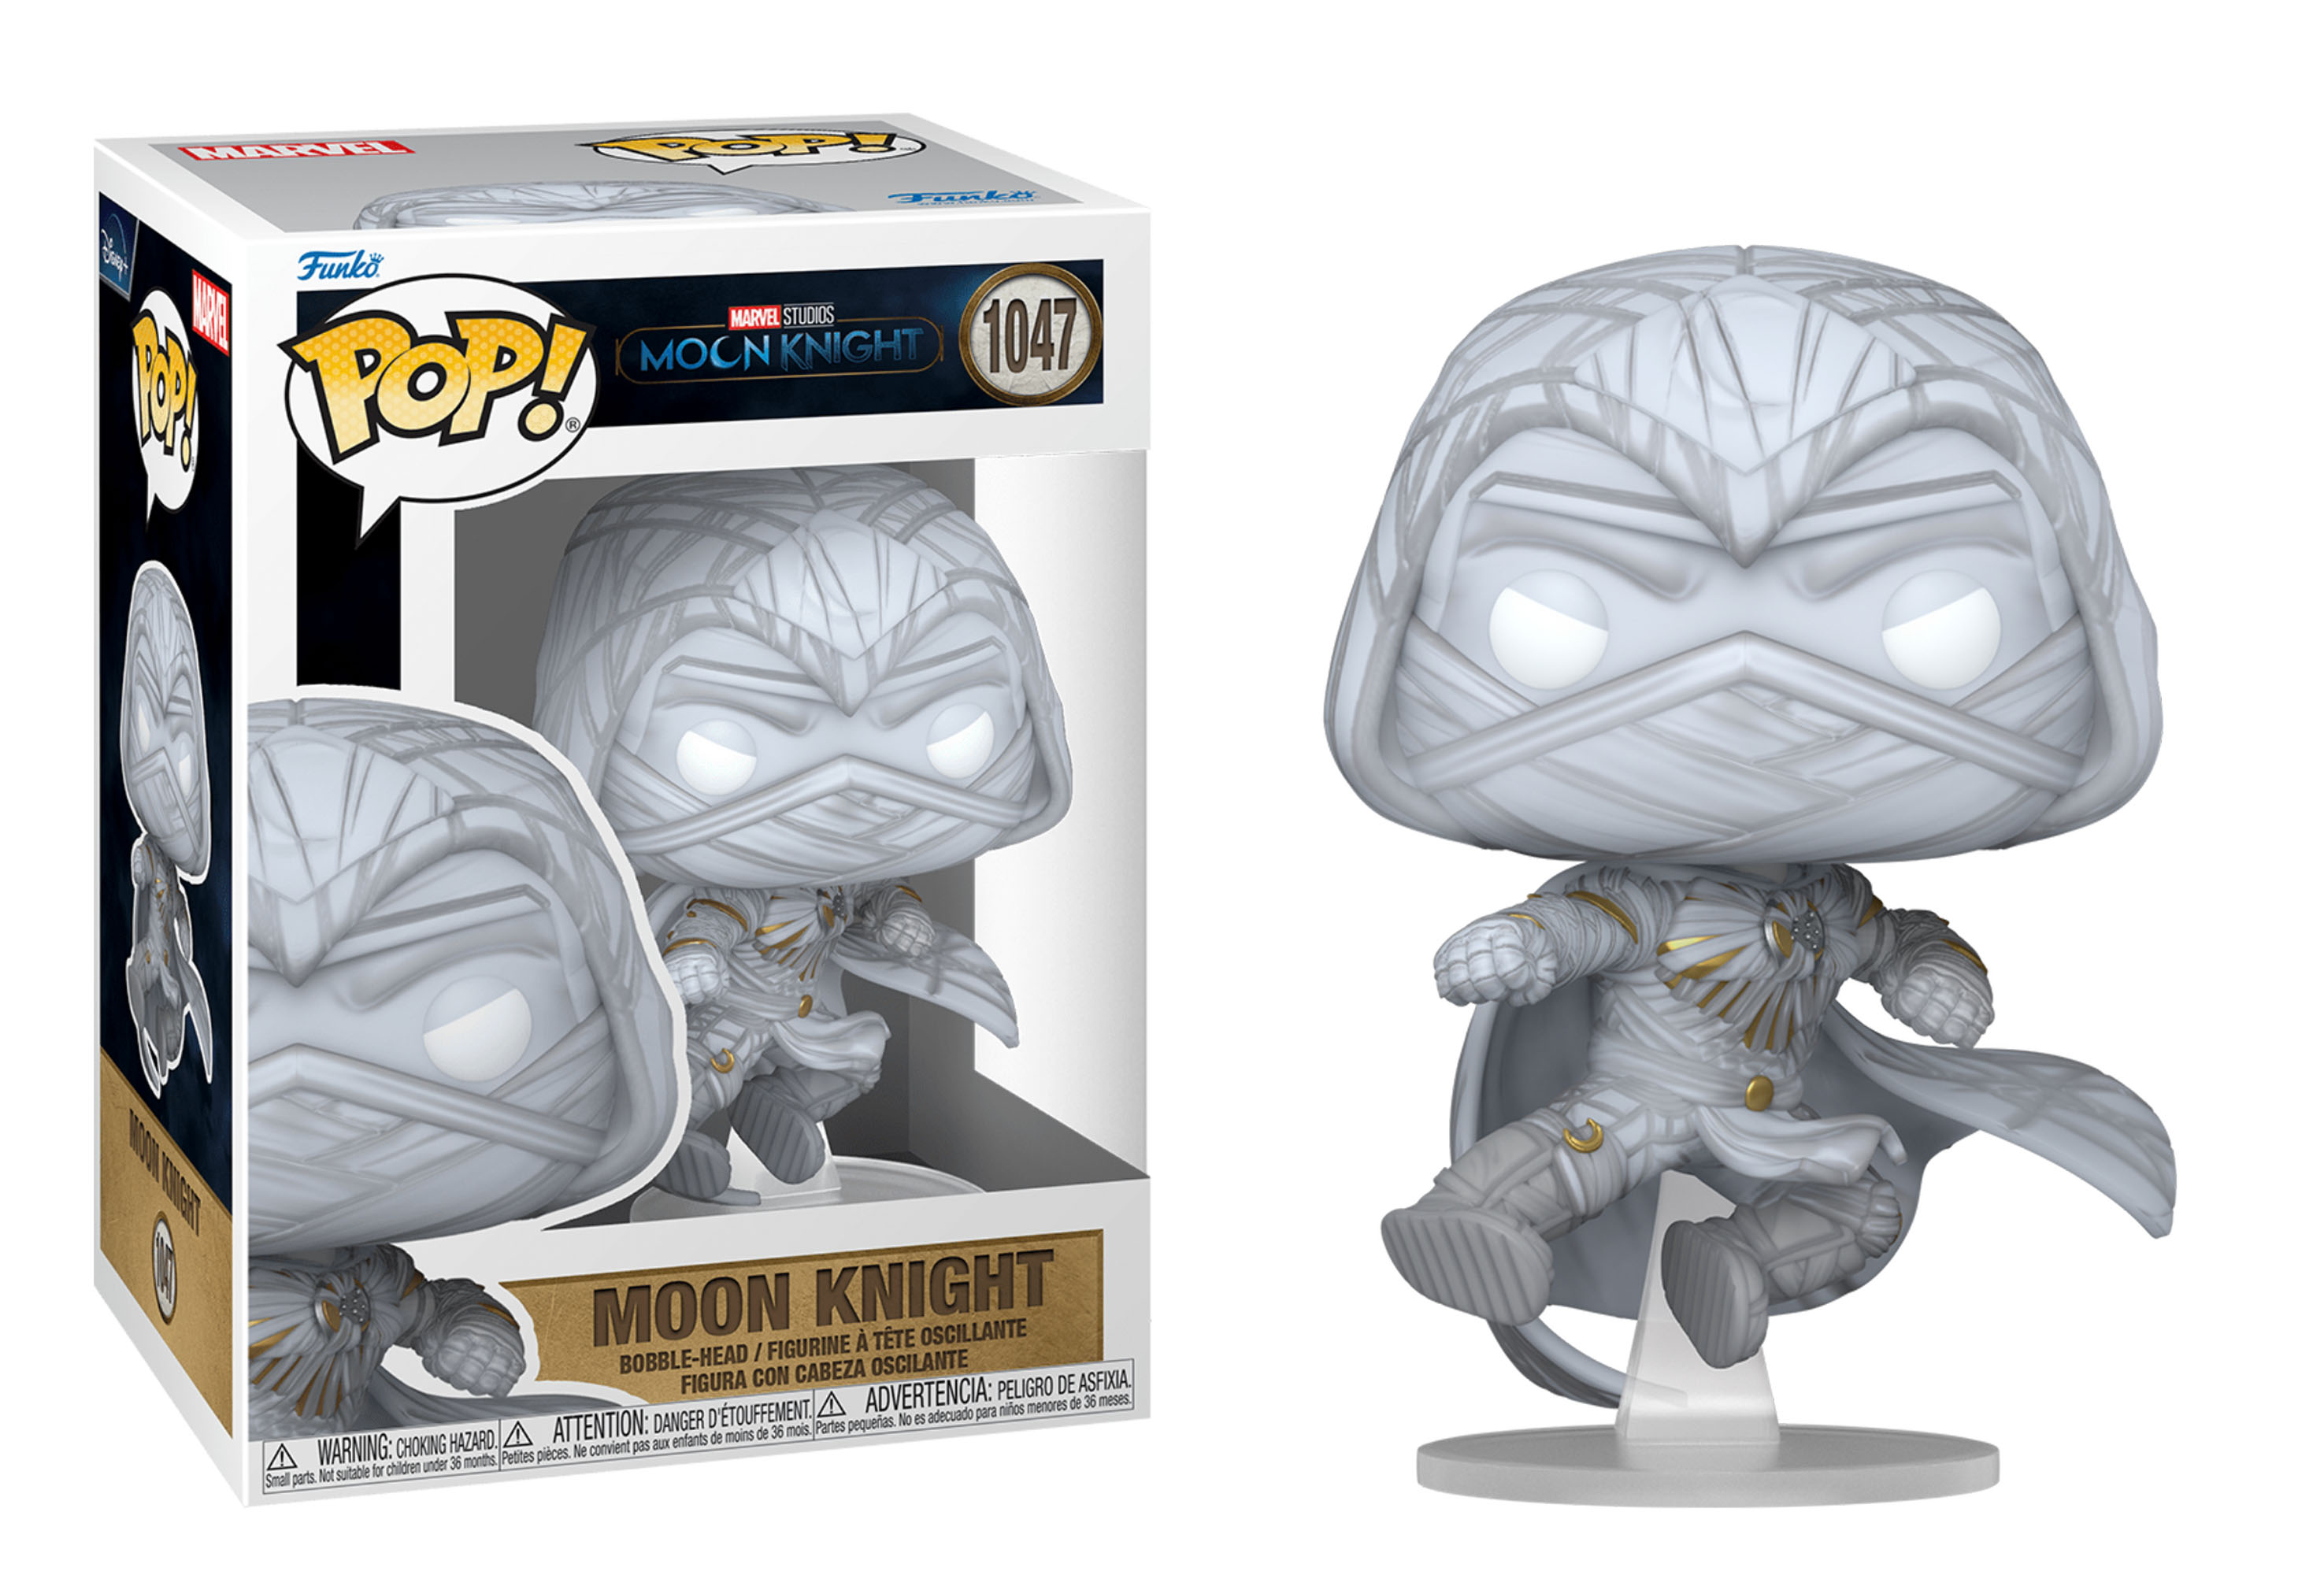 MARVEL
POP!
Funko
Disney+
MARVEL
POP!
MOON KNIGHT
1047
Funko
POP!®
MARVEL STUDIOS
MOON KNIGHT
1047
MOON KNIGHT
BOBBLE-HEAD / FIGURINE À TÊTE OSCILLANTE
FIGURA CON CABEZA OSCILANTE
WARNING: CHOKING HAZARD.
Small parts. Not suitable for children under 36 months.
ATTENTION: DANGER D'ÉTOUFFEMENT.
Petites pièces. Ne convient pas aux enfants de moins de 36 mois.
ADVERTENCIA: PELIGRO DE ASFIXIA.
Partes pequeñas. No es adecuado para niños menores de 36 meses.